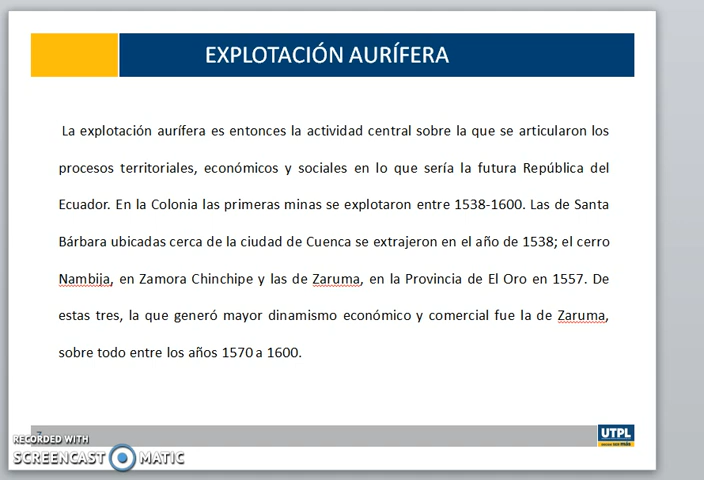 EXPLOTACIÓN AURÍFERA
La explotación aurífera es entonces la actividad central sobre la que se articularon los
procesos territoriales, económicos y sociales en lo que sería la futura República del
Ecuador. En la Colonia las primeras minas se explotaron entre 1538-1600. Las de Santa
Bárbara ubicadas cerca de la ciudad de Cuenca se extrajeron en el año de 1538; el cerro
Nambija, en Zamora Chinchipe y las de Zaruma, en la Provincia de El Oro en 1557. De
estas tres, la que generó mayor dinamismo económico y comercial fue la de Zaruma,
sobre todo entre los años 1570 a 1600.
RECORDED WITH
SCREENCAST MATIC
UTPL